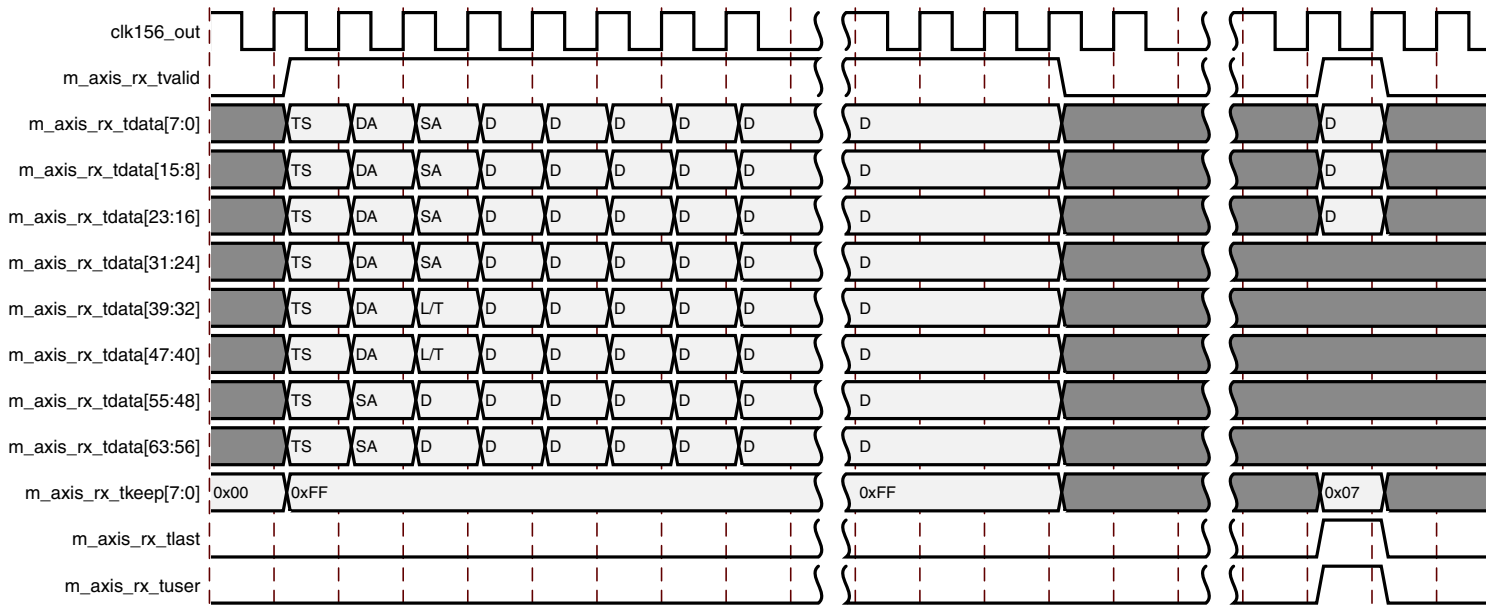 clk156_out
m_axis_rx_tvalid
m_axis_rx_tdata[7:0] TS DA SA D D D D D D D
m_axis_rx_tdata[15:8] TS DA SA D D D D D D D
m_axis_rx_tdata[23:16] TS DA SA D D D D D D D
m_axis_rx_tdata[31:24] TS DA SA D D D D D D
m_axis_rx_tdata[39:32] TS DA L/T D D D D D D
m_axis_rx_tdata[47:40] TS DA L/T D D D D D D
m_axis_rx_tdata[55:48] TS SA D D D D D D D
m_axis_rx_tdata[63:56] TS SA D D D D D D D
m_axis_rx_tkeep[7:0] 0x00 0xFF 0xFF 0x07
m_axis_rx_tlast
m_axis_rx_tuser